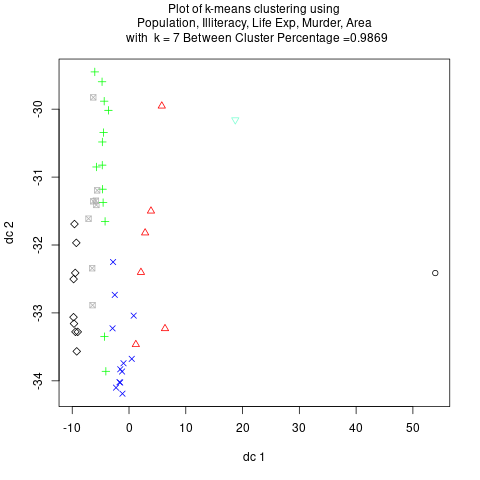 Plot of k-means clustering using
Population, Illiteracy, Life Exp, Murder, Area
with k = 7 Between Cluster Percentage =0.9869
-30
-31
-32
-33
-34
dc 2
-10 0 10 20 30 40 50
dc 1